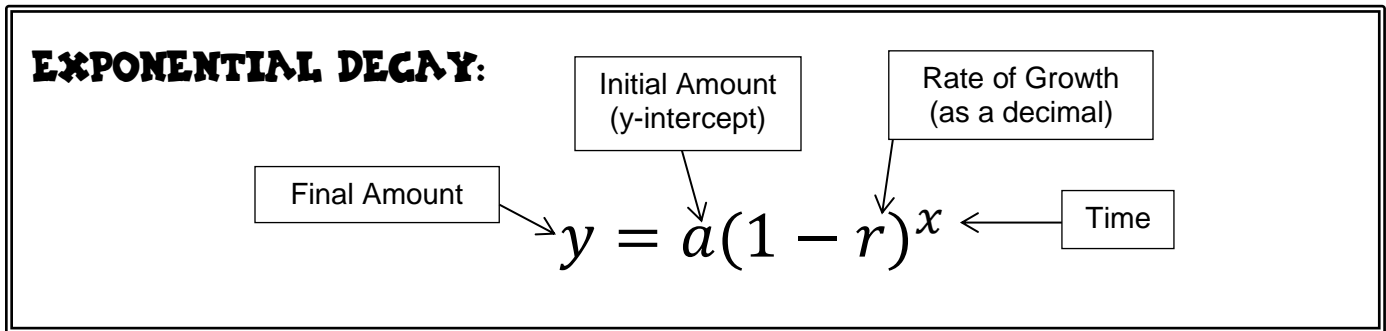 EXPONENTIAL DECAY:
Initial Amount
(y-intercept)
Rate of Growth
(as a decimal)
Final Amount
Time
y = a(1 − r)^x